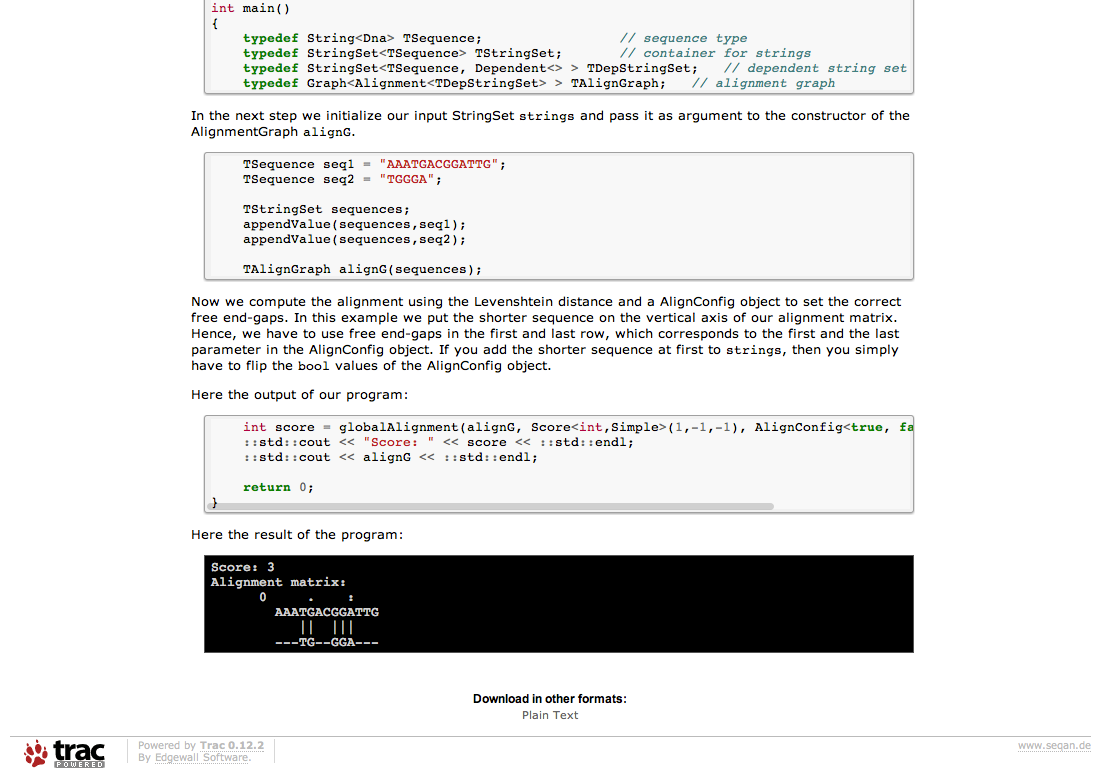 int main()
{
    typedef String<Dna> TSequence;                 // sequence type
    typedef StringSet<TSequence> TStringSet;       // container for strings
    typedef StringSet<TSequence, Dependent<> > TDepStringSet;   // dependent string set
    typedef Graph<Alignment<TDepStringSet> > TAlignGraph;   // alignment graph
In the next step we initialize our input StringSet strings and pass it as argument to the constructor of the
AlignmentGraph alignG.
    TSequence seq1 = "AAATGACGGATTG";
    TSequence seq2 = "TGGGA";
    TStringSet sequences;
    appendValue(sequences,seq1);
    appendValue(sequences,seq2);
    TAlignGraph alignG(sequences);
Now we compute the alignment using the Levenshtein distance and a AlignConfig object to set the correct
free end-gaps. In this example we put the shorter sequence on the vertical axis of our alignment matrix.
Hence, we have to use free end-gaps in the first and last row, which corresponds to the first and the last
parameter in the AlignConfig object. If you add the shorter sequence at first to strings, then you simply
have to flip the bool values of the AlignConfig object.
Here the output of our program:
    int score = globalAlignment(alignG, Score<int,Simple>(1,-1,-1), AlignConfig<true, fa
    ::std::cout << "Score: " << score << ::std::endl;
    ::std::cout << alignG << ::std::endl;
    return 0;
}
Here the result of the program:
Score: 3
Alignment matrix:
      0     .    :
        AAATGACGGATTG
           ||  |||
        ---TG--GGA---
Download in other formats:
Plain Text
trac POWERED
Powered by Trac 0.12.2
By Edgewall Software.
www.seqan.de